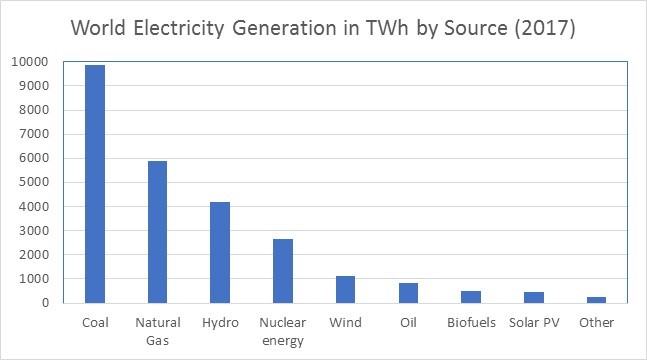 World Electricity Generation in TWh by Source (2017)
10000
9000
8000
7000
6000
5000
4000
3000
2000
1000
0
Coal
Natural
Gas
Hydro
Nuclear
energy
Wind
Oil
Biofuels
Solar PV
Other